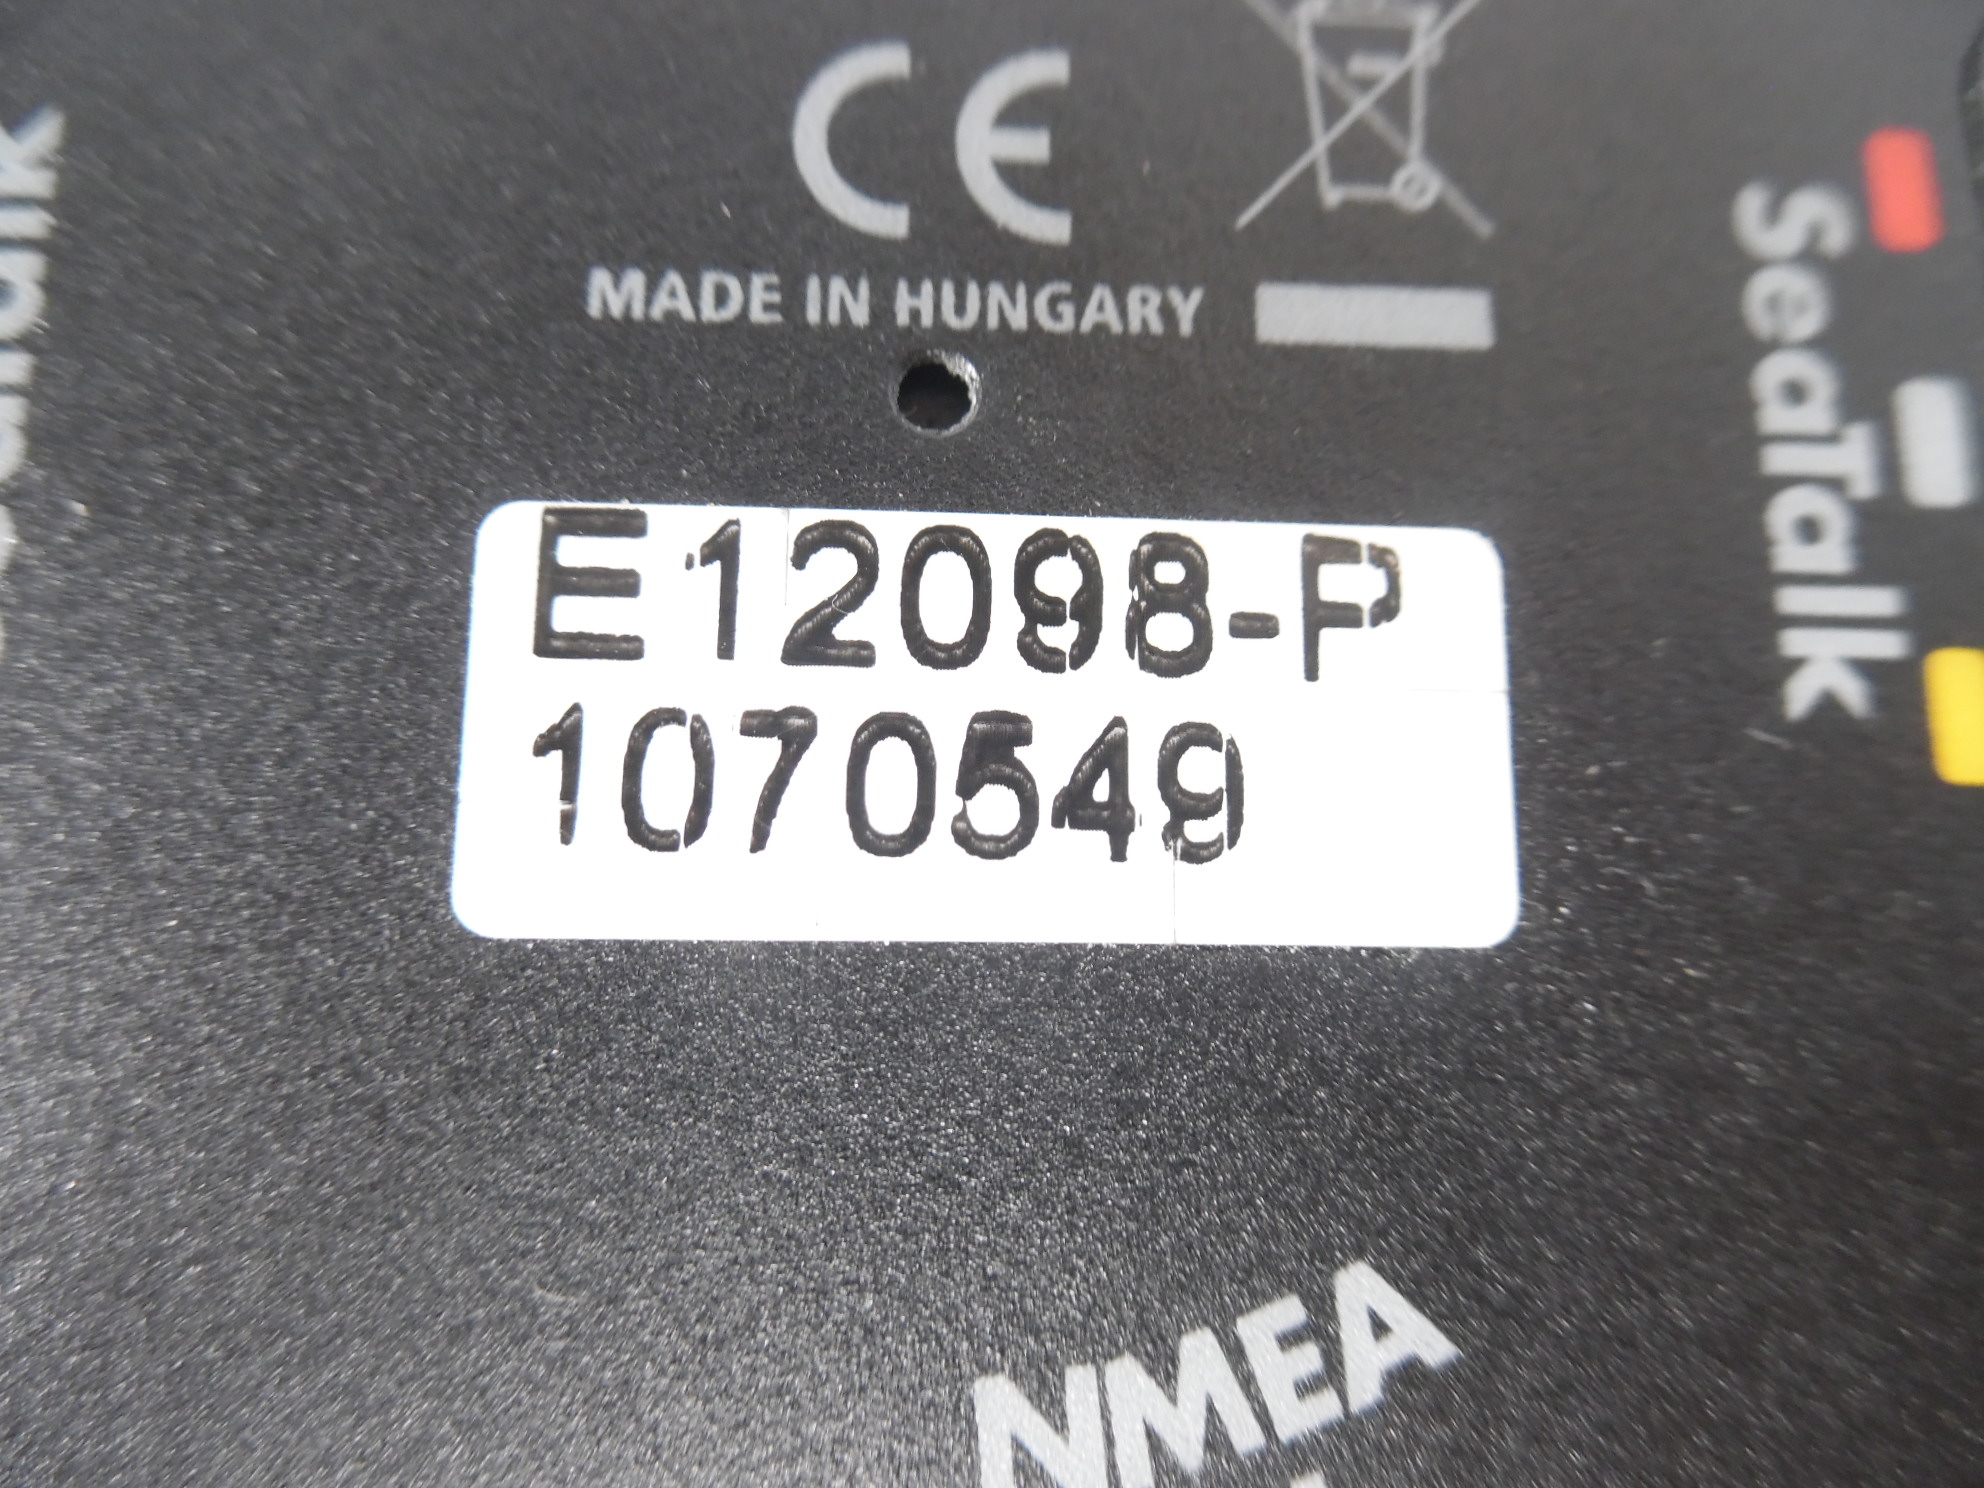 CE
MADE IN HUNGARY
SeaTalk
E12098-P
1070549
NMEA